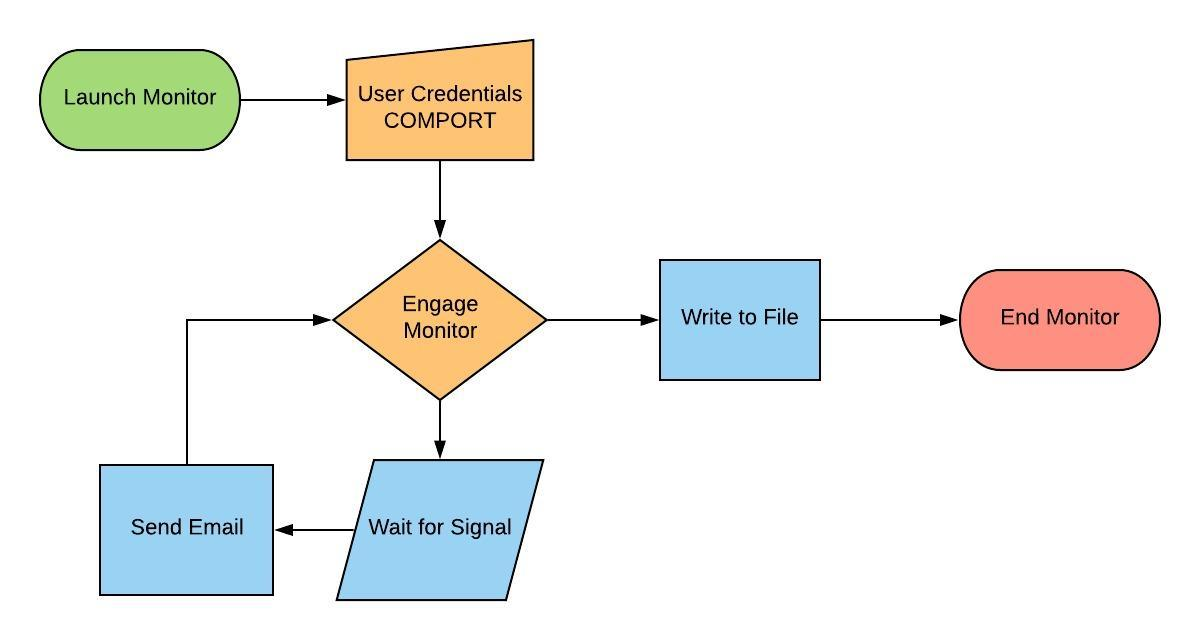 Launch Monitor
User Credentials
COMPORT
Engage
Monitor
Write to File
End Monitor
Send Email
Wait for Signal